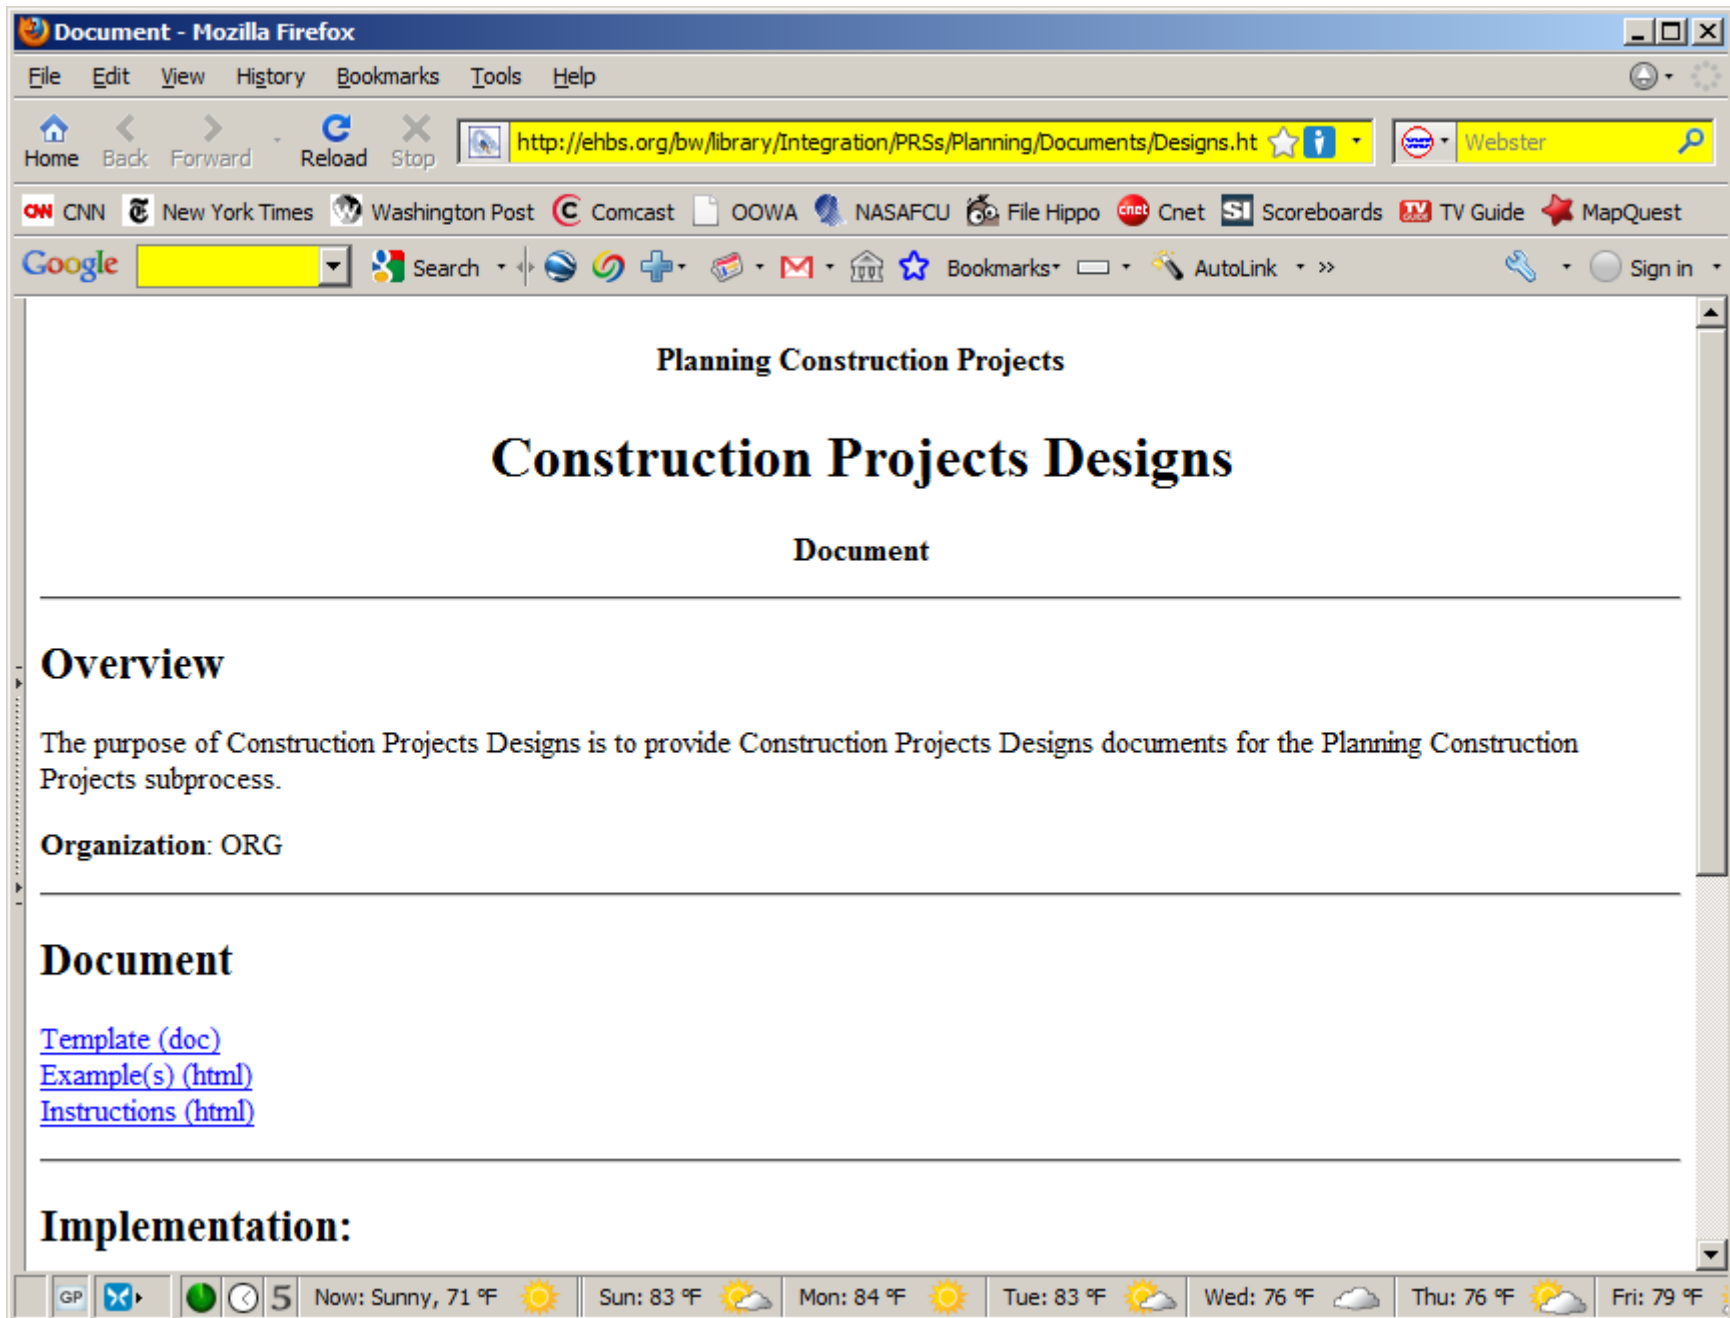 Document - Mozilla Firefox
File Edit View History Bookmarks Tools Help
Home Back Forward Reload Stop http://ehbs.org/bw/library/Integration/PRSs/Planning/Documents/Designs.ht Webster
CNN CNN New York Times Washington Post Comcast OOWA NASAFCU File Hippo cnet Cnet SI Scoreboards TV GUIDE TV Guide MapQuest
Google Search Bookmarks AutoLink » Sign in
Planning Construction Projects
Construction Projects Designs
Document
Overview
The purpose of Construction Projects Designs is to provide Construction Projects Designs documents for the Planning Construction
Projects subprocess.
Organization: ORG
Document
Template (doc)
Example(s) (html)
Instructions (html)
Implementation:
GP 5 Now: Sunny, 71 °F Sun: 83 °F Mon: 84 °F Tue: 83 °F Wed: 76 °F Thu: 76 °F Fri: 79 °F